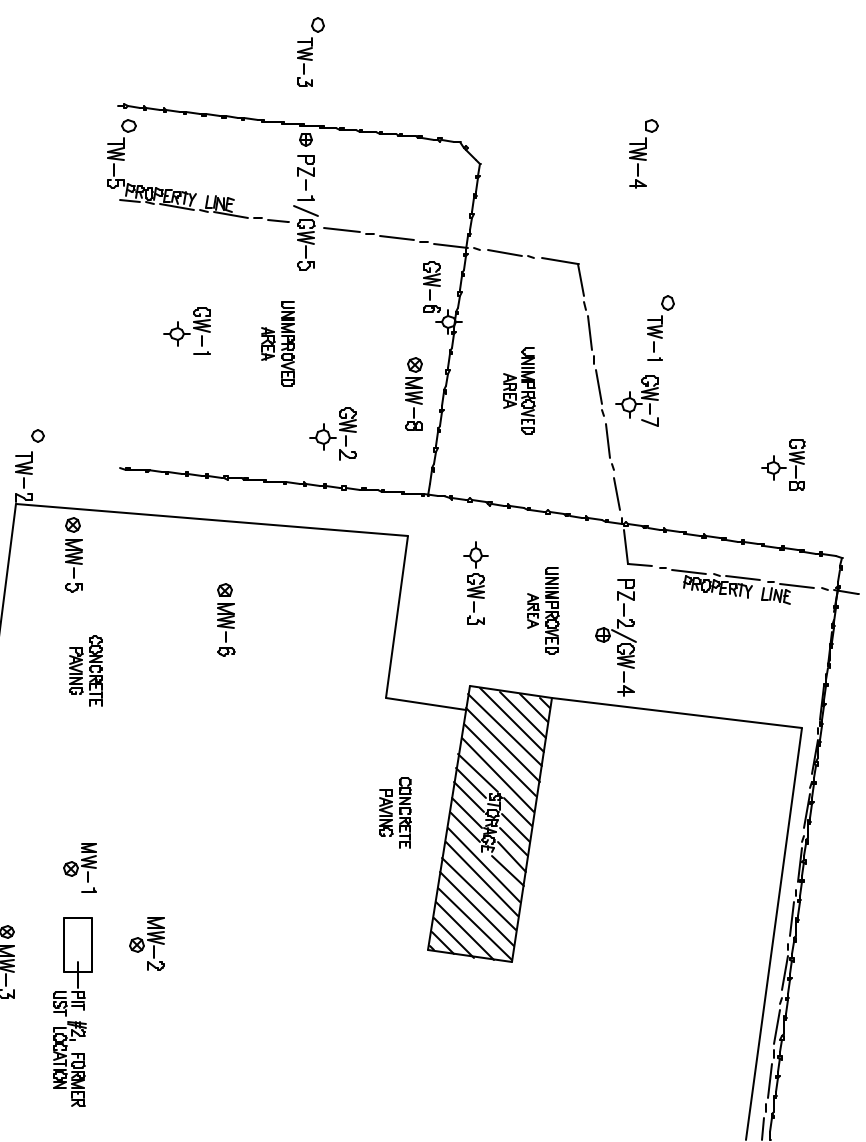 GW-8
TW-4
TW-1
GW-7
PROPERTY LINE
PZ-2/GW-4
UNIMPROVED
AREA
UNIMPROVED
AREA
GW-3
STORAGE
GW-6
MW-8
CONCRETE
PAVING
GW-2
TW-3
PZ-1/GW-5
UNIMPROVED
AREA
MW-6
GW-1
PROPERTY LINE
MW-2
TW-5
CONCRETE
PAVING
MW-1
PIT #2, FORMER
UST LOCATION
MW-5
TW-2
MW-3